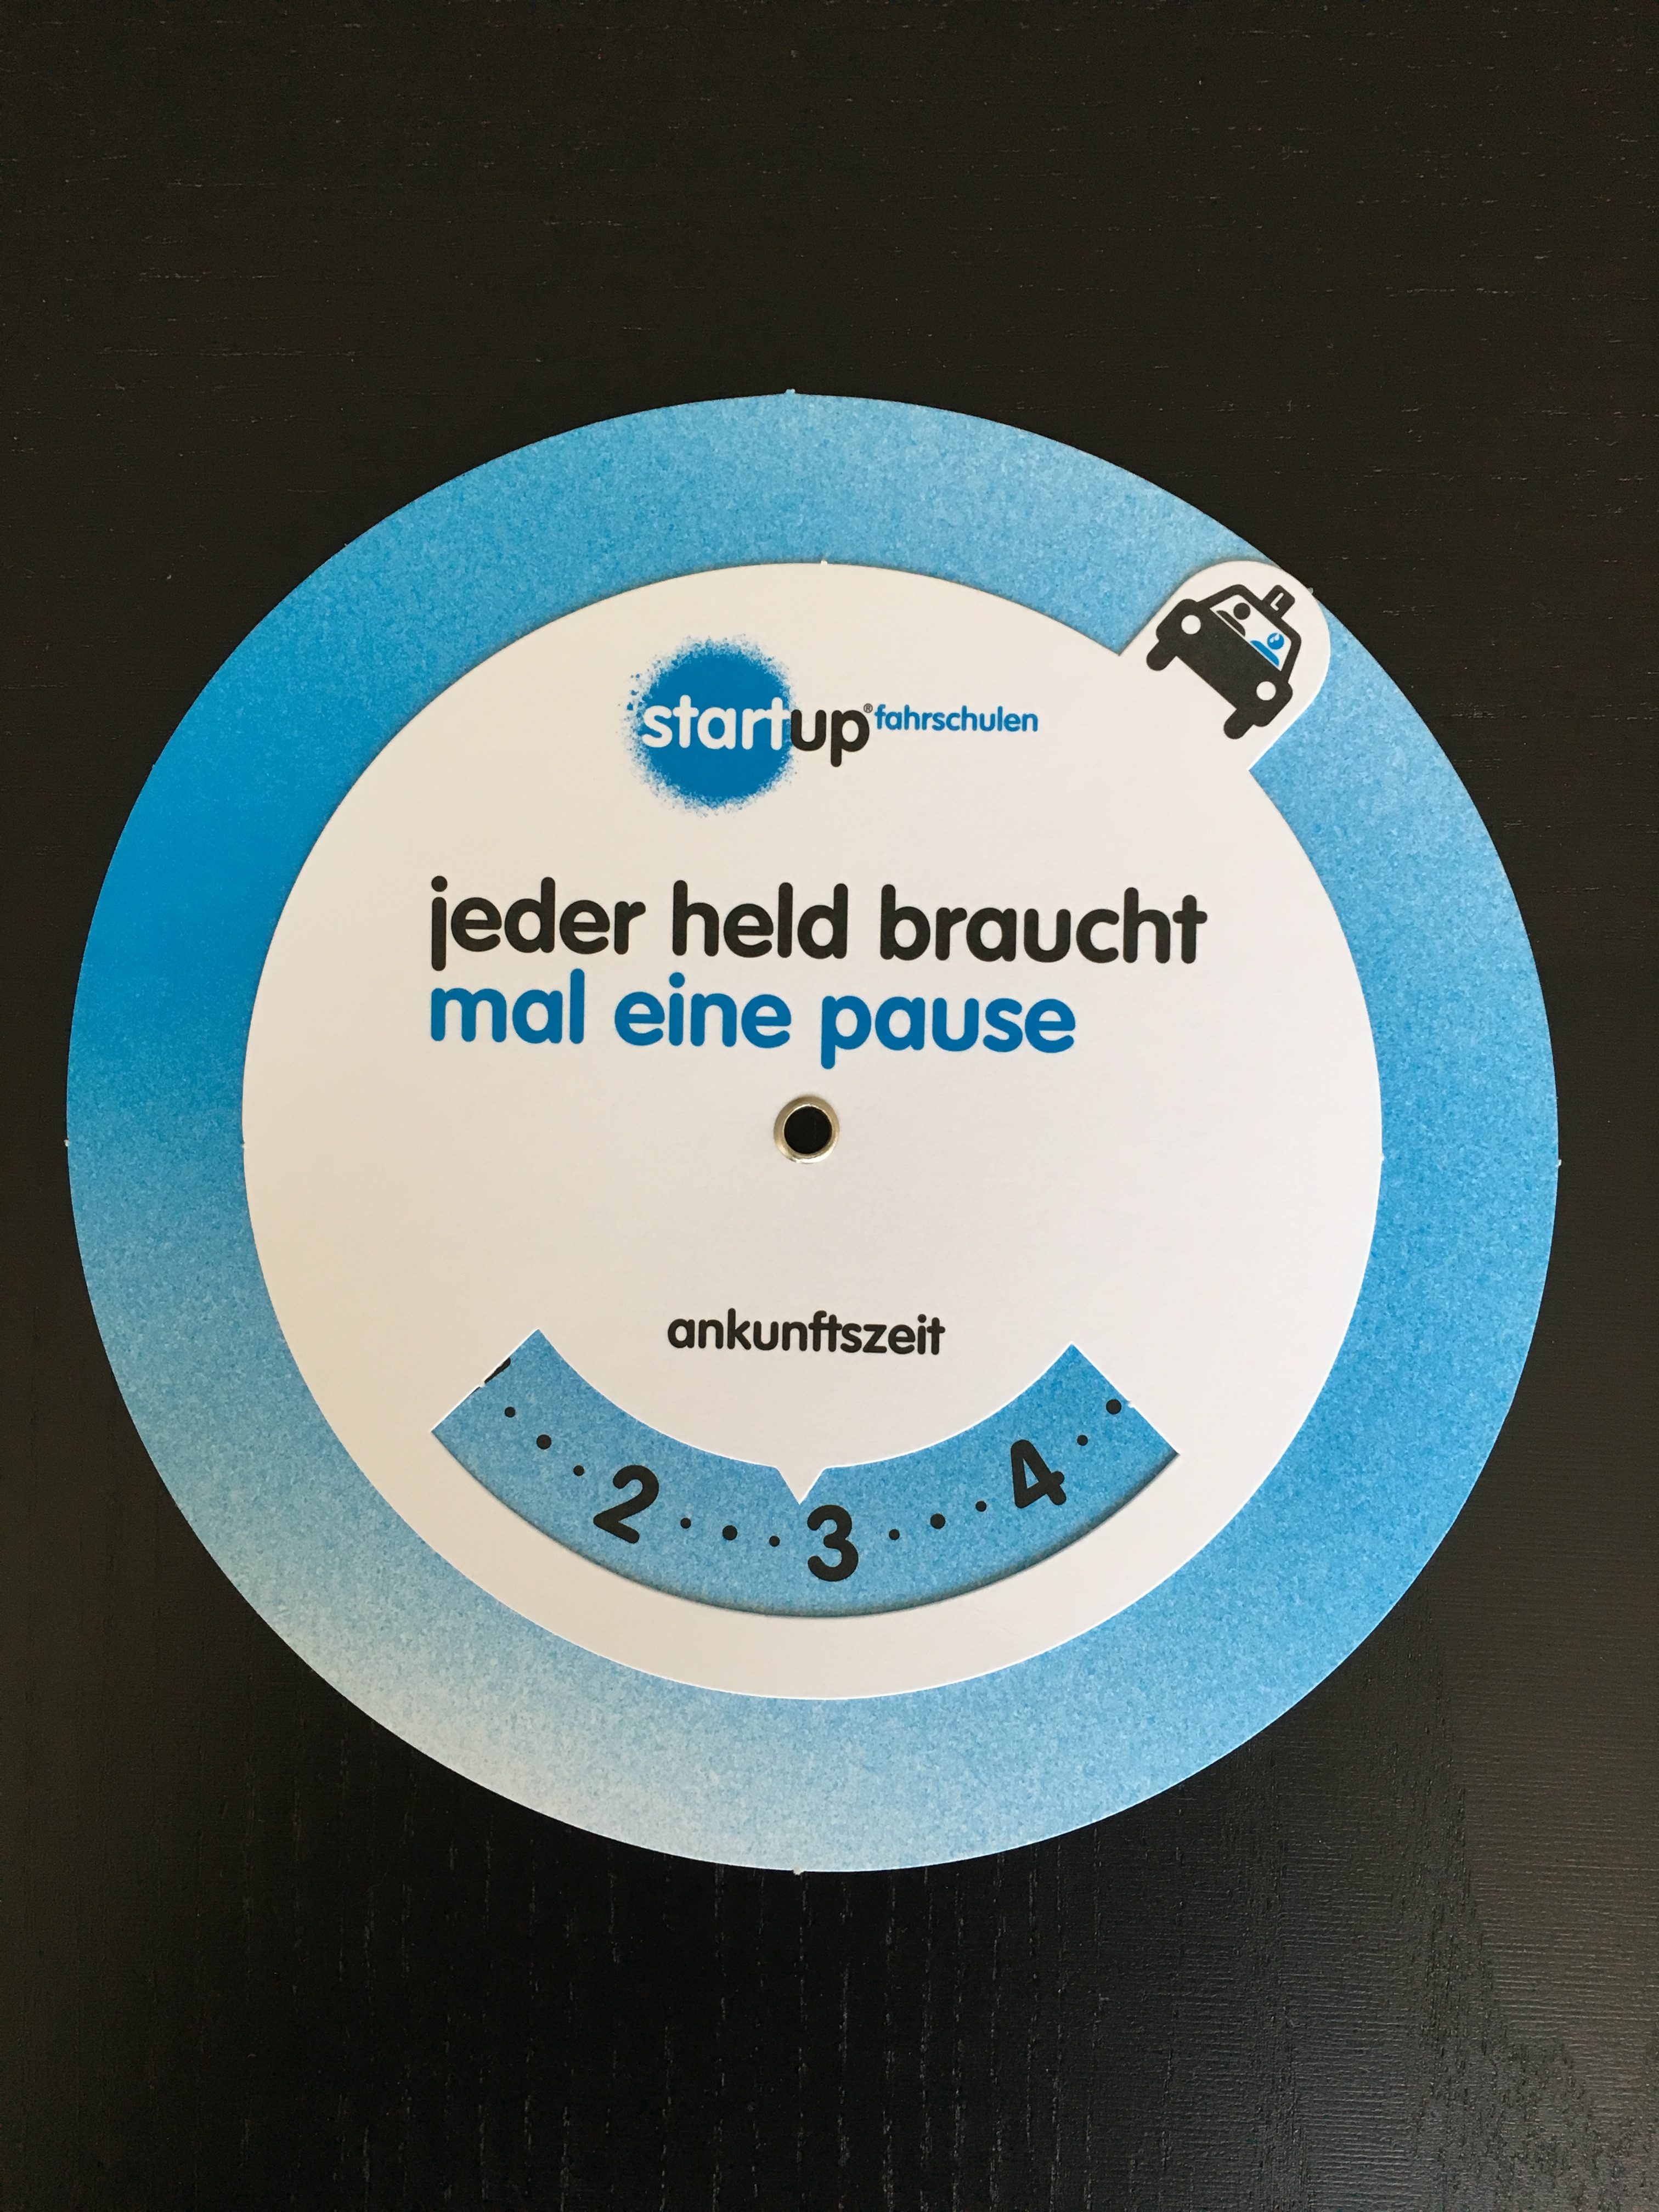 startup® fahrschulen
L
jeder held braucht
mal eine pause
ankunftszeit
2 3 4